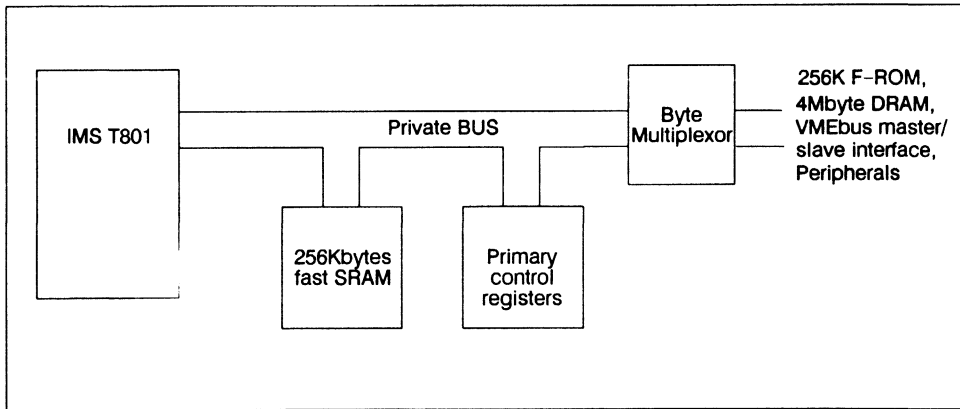 IMS T801
Private BUS
Byte
Multiplexor
256K F-ROM,
4Mbyte DRAM,
VMEbus master/
slave interface,
Peripherals
256Kbytes
fast SRAM
Primary
control
registers